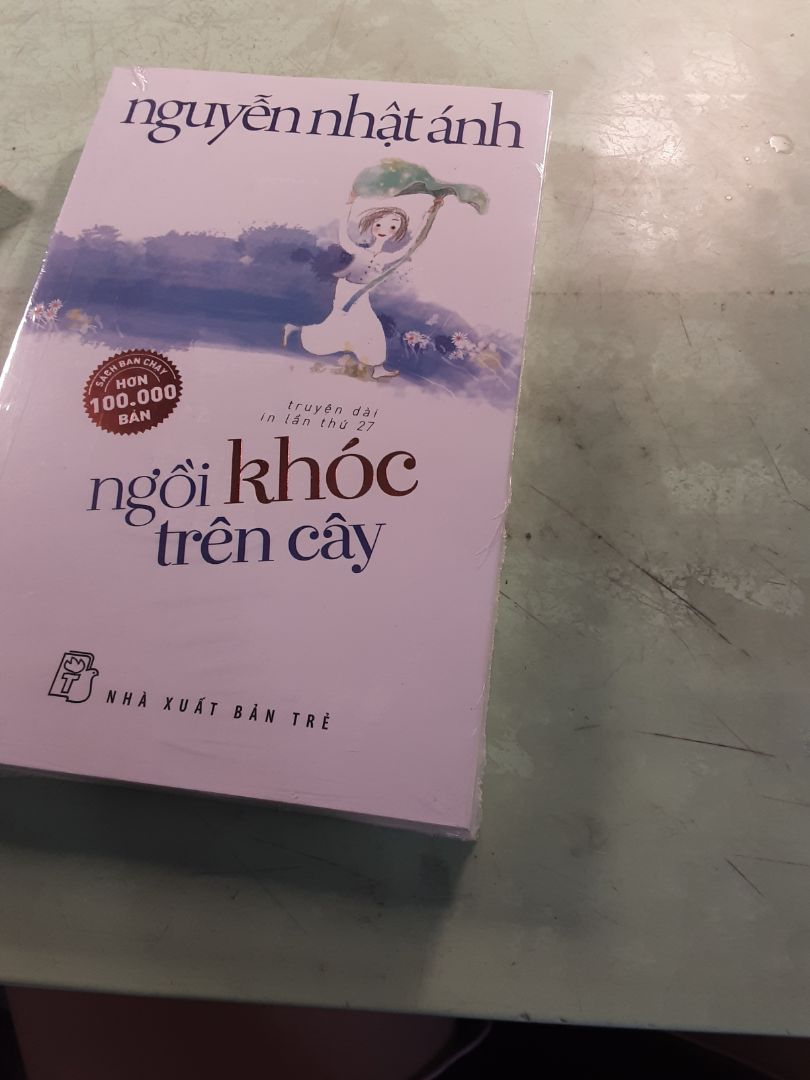 nguyễn nhật ánh
SÁCH BÁN CHẠY
HƠN
100.000
BẢN
truyện dài
in lần thứ 27
ngồi khóc
trên cây
T
NHÀ XUẤT BẢN TRẺ